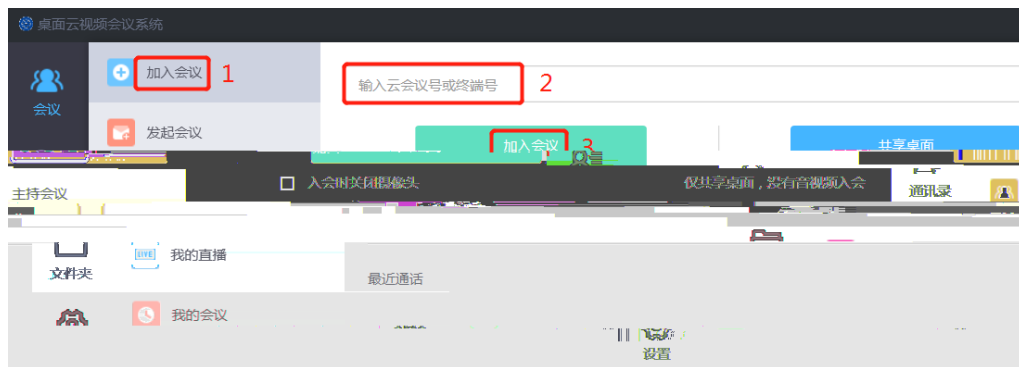 桌面云视频会议系统
加入会议 1
输入云会议号或终端号 2
会议
发起会议
加入会议 3
共享桌面
主持会议
入会时关闭摄像头
仅共享桌面，没有音视频入会
通讯录
LIVE 我的直播
文件夹
最近通话
我的会议
设置